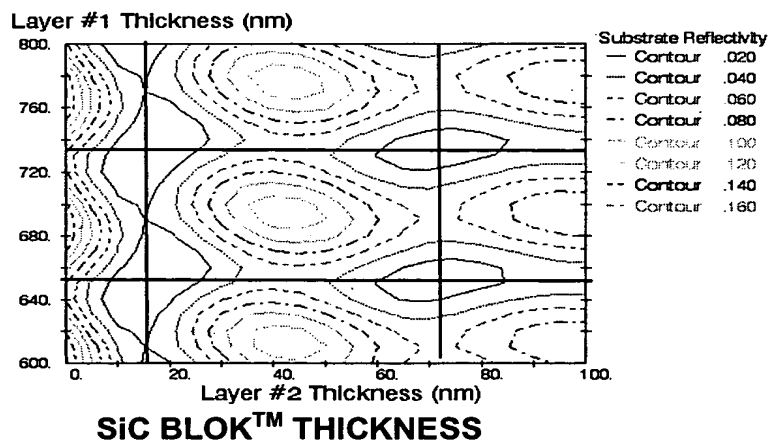 Layer #1 Thickness (nm)
Substrate Reflectivity
Contour .020
Contour .040
Contour .060
Contour .080
Contour .100
Contour .120
Contour .140
Contour .160
800.
760.
720.
680.
640.
600.
0. 20. 40. 60. 80. 100.
Layer #2 Thickness (nm)
SiC BLOK™ THICKNESS